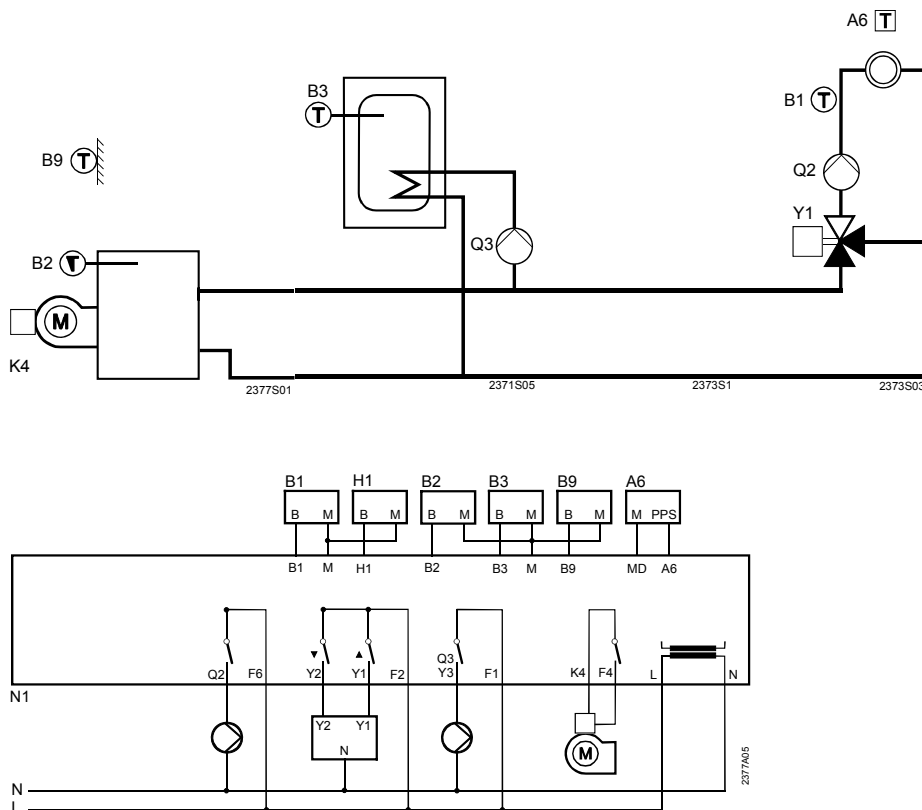 A6 T
B3
T
B1 T
B9 T
Q2
Y1
Q3
B2 T
M
K4
2377S01 2371S05 2373S1 2373S03
B1 H1 B2 B3 B9 A6
B M B M B M B M B M M PPS
B1 M H1 B2 B3 M B9 MD A6
Q2 F6 ▼ Y2 ▲ Y1 F2 Q3 Y3 F1 K4 F4 L N
N1
Y2 Y1
N
M
2377A05
N
L